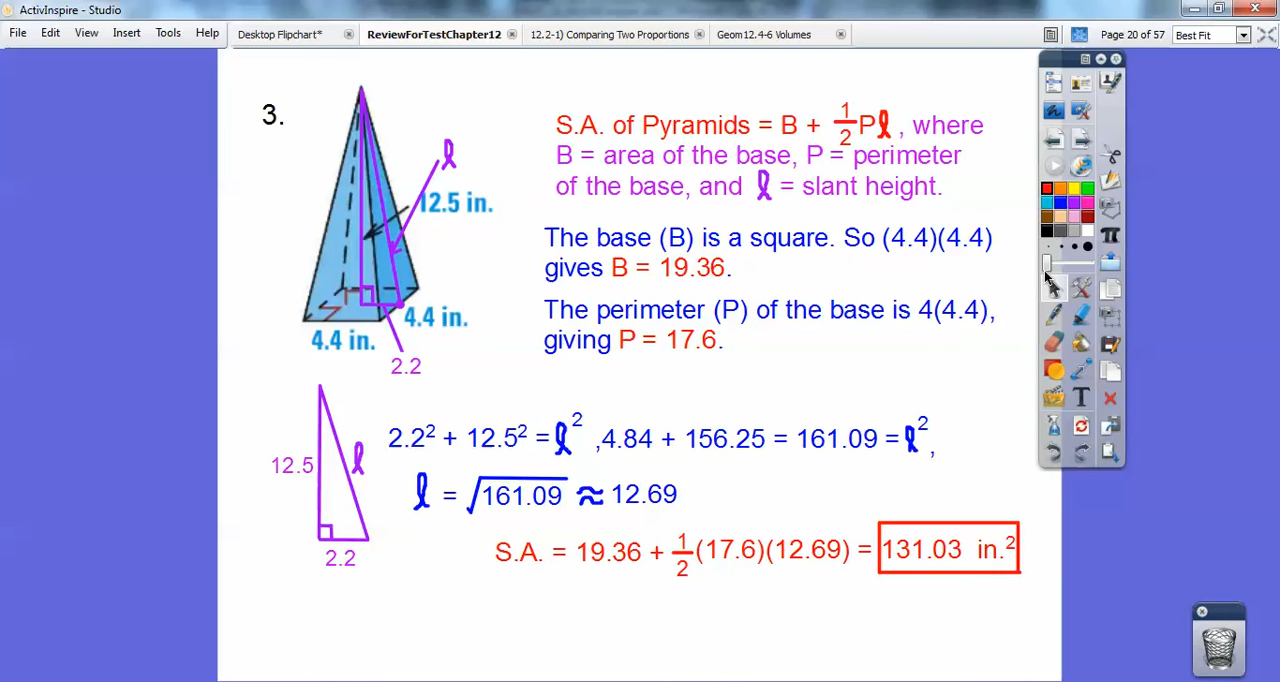 ActivInspire - Studio
File Edit View Insert Tools Help
Desktop Flipchart* ReviewForTestChapter12 12.2-1) Comparing Two Proportions Geom12.4-6 Volumes
Page 20 of 57 Best Fit
3.
S.A. of Pyramids = B + 1/2 Pℓ, where
B = area of the base, P = perimeter
of the base, and ℓ = slant height.
ℓ
12.5 in.
4.4 in.
4.4 in.
2.2
The base (B) is a square. So (4.4)(4.4)
gives B = 19.36.
The perimeter (P) of the base is 4(4.4),
giving P = 17.6.
12.5
ℓ
2.2
2.2² + 12.5² = ℓ² ,4.84 + 156.25 = 161.09 = ℓ²,
ℓ = √161.09 ≈ 12.69
S.A. = 19.36 + 1/2 (17.6)(12.69) = 131.03 in.²